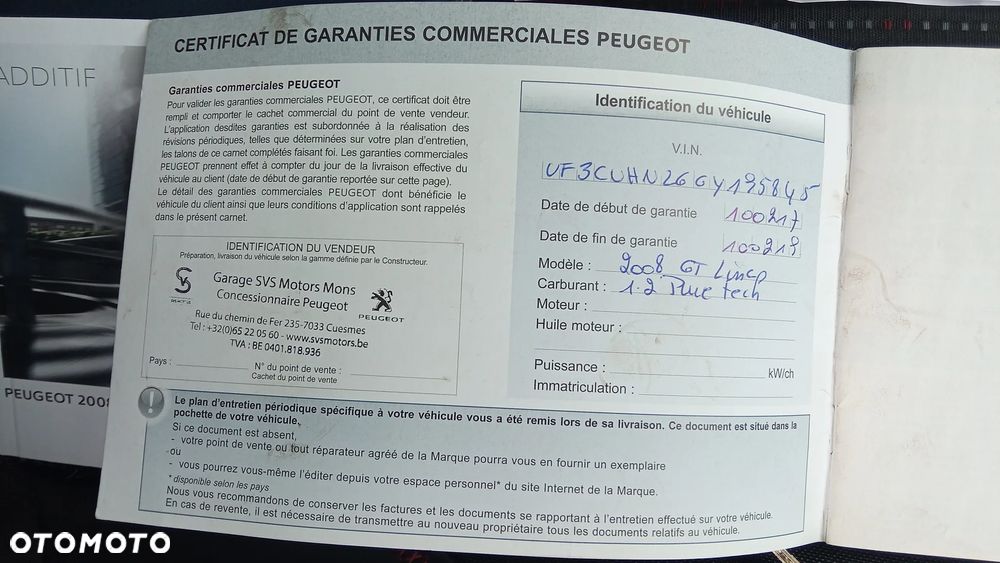 ADDITIF
PEUGEOT 2008
CERTIFICAT DE GARANTIES COMMERCIALES PEUGEOT
Garanties commerciales PEUGEOT
Pour valider les garanties commerciales PEUGEOT, ce certificat doit être
rempli et comporter le cachet commercial du point de vente vendeur.
L'application desdites garanties est subordonnée à la réalisation des
révisions périodiques, telles que déterminées sur votre plan d'entretien,
les talons de ce carnet complétés faisant foi. Les garanties commerciales
PEUGEOT prennent effet à compter du jour de la livraison effective du
véhicule au client (date de début de garantie reportée sur cette page).
Le détail des garanties commerciales PEUGEOT dont bénéficie le
véhicule du client ainsi que leurs conditions d'application sont rappelés
dans le présent carnet.
IDENTIFICATION DU VENDEUR
Préparation, livraison du véhicule selon la gamme définie par le Constructeur.
Garage SVS Motors Mons
Concessionnaire Peugeot
PEUGEOT
Rue du chemin de Fer 235-7033 Cuesmes
Tel : +32(0)65 22 05 60 - www.svsmotors.be
TVA : BE 0401.818.936
Pays :
N° du point de vente :
Cachet du point de vente
Identification du véhicule
V.I.N.
VF3CUHNZ6GY195845
Date de début de garantie 100217
Date de fin de garantie 100219
Modèle : 2008 GT Line
Carburant : 1.2 Pure tech
Moteur :
Huile moteur :
Puissance : kW/ch
Immatriculation :
Le plan d'entretien périodique spécifique à votre véhicule vous a été remis lors de sa livraison. Ce document est situé dans la
pochette de votre véhicule.
Si ce document est absent,
- votre point de vente ou tout réparateur agréé de la Marque pourra vous en fournir un exemplaire
ou
- vous pourrez vous-même l'éditer depuis votre espace personnel* du site Internet de la Marque.
* disponible selon les pays
Nous vous recommandons de conserver les factures et les documents se rapportant à l'entretien effectué sur votre véhicule.
En cas de revente, il est nécessaire de transmettre au nouveau propriétaire tous les documents relatifs au véhicule.
OTOMOTO